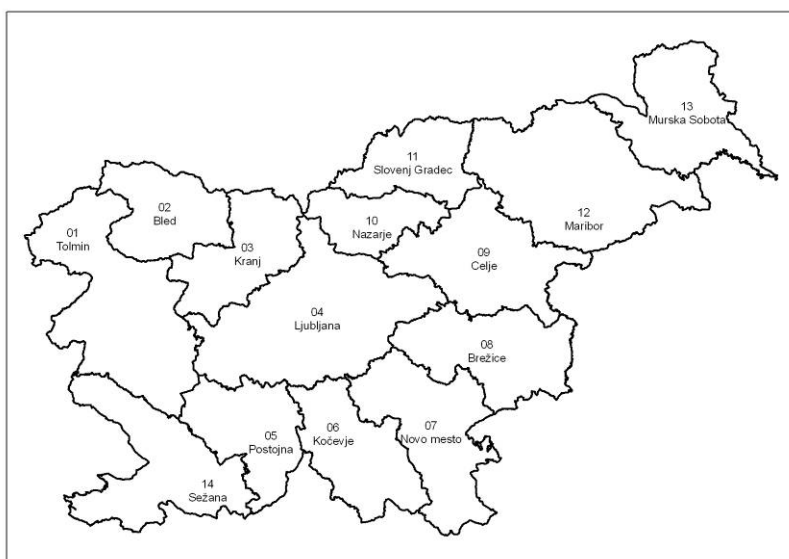 13
Murska Sobota
11
Slovenj Gradec
02
Bled
10
Nazarje
12
Maribor
01
Tolmin
03
Kranj
09
Celje
04
Ljubljana
08
Brežice
06
Kočevje
07
Novo mesto
05
Postojna
14
Sežana